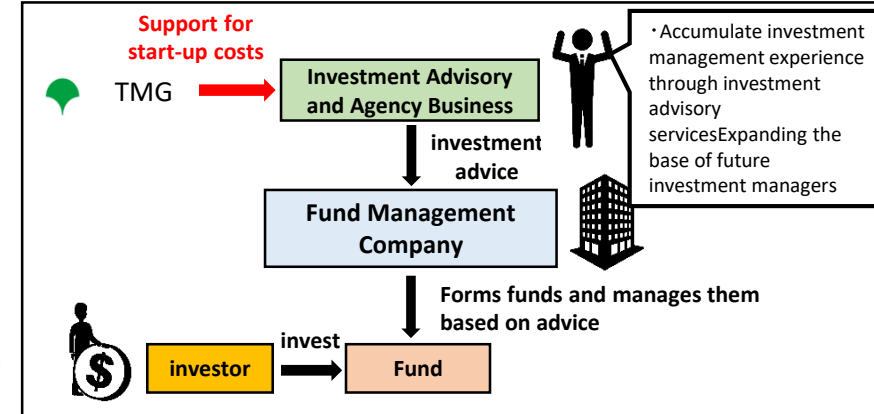 Support for
start-up costs
TMG
Investment Advisory
and Agency Business
・Accumulate investment
management experience
through investment
advisory
servicesExpanding the
base of future
investment managers
investment
advice
Fund Management
Company
Forms funds and manages them
based on advice
$
investor
invest
Fund